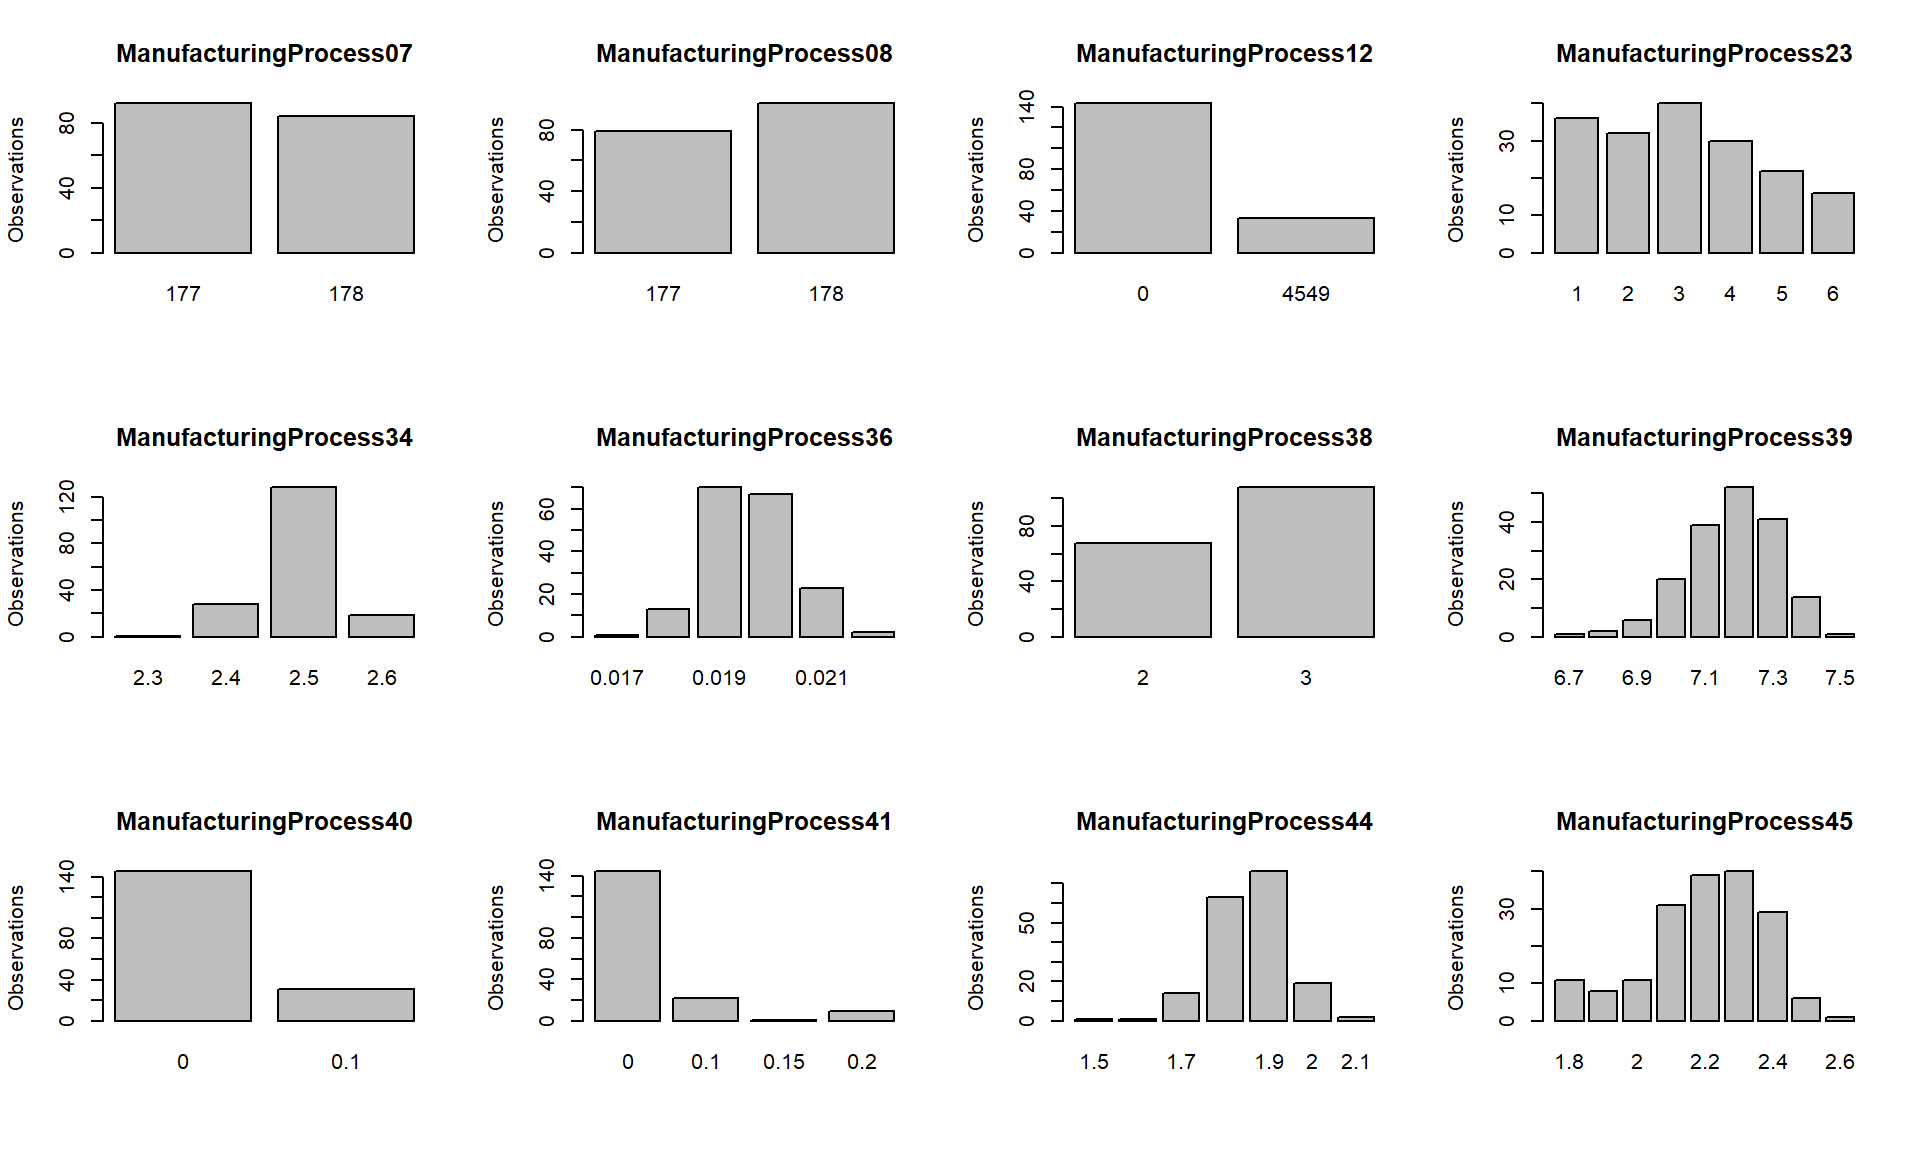 ManufacturingProcess07
Observations
0 40 80
177 178
ManufacturingProcess08
Observations
0 40 80
177 178
ManufacturingProcess12
Observations
0 40 80 140
0 4549
ManufacturingProcess23
Observations
0 10 30
1 2 3 4 5 6
ManufacturingProcess34
Observations
0 40 80 120
2.3 2.4 2.5 2.6
ManufacturingProcess36
Observations
0 20 40 60
0.017 0.019 0.021
ManufacturingProcess38
Observations
0 40 80
2 3
ManufacturingProcess39
Observations
0 20 40
6.7 6.9 7.1 7.3 7.5
ManufacturingProcess40
Observations
0 40 80 140
0 0.1
ManufacturingProcess41
Observations
0 40 80 140
0 0.1 0.15 0.2
ManufacturingProcess44
Observations
0 20 50
1.5 1.7 1.9 2 2.1
ManufacturingProcess45
Observations
0 10 30
1.8 2 2.2 2.4 2.6